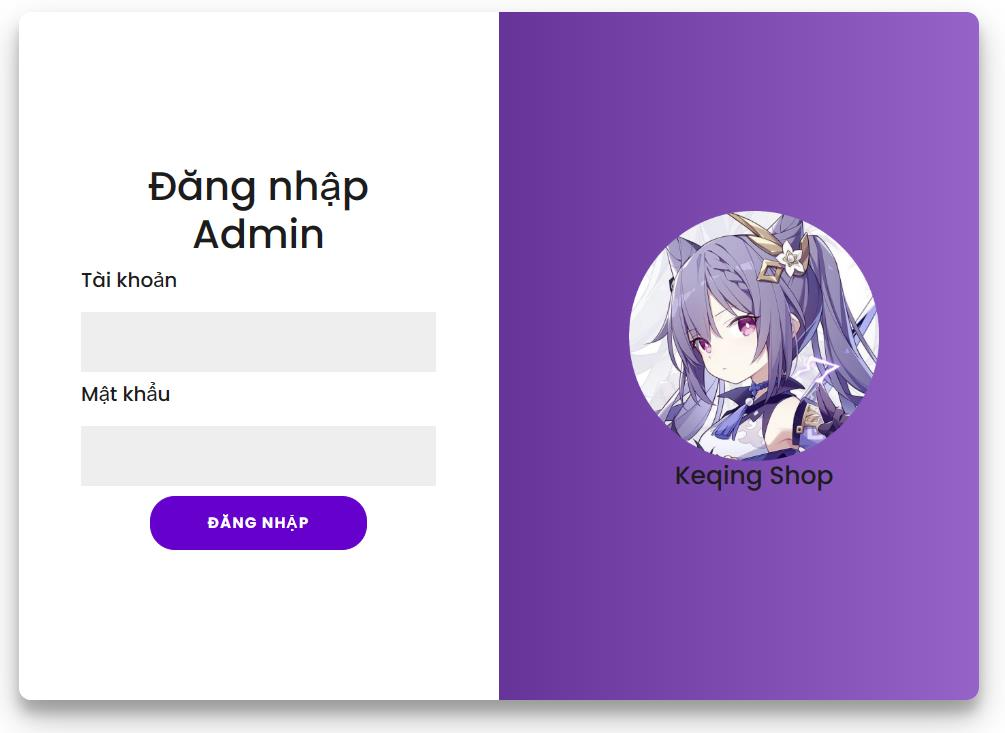 Đăng nhập
Admin
Tài khoản
Mật khẩu
ĐĂNG NHẬP
Keqing Shop